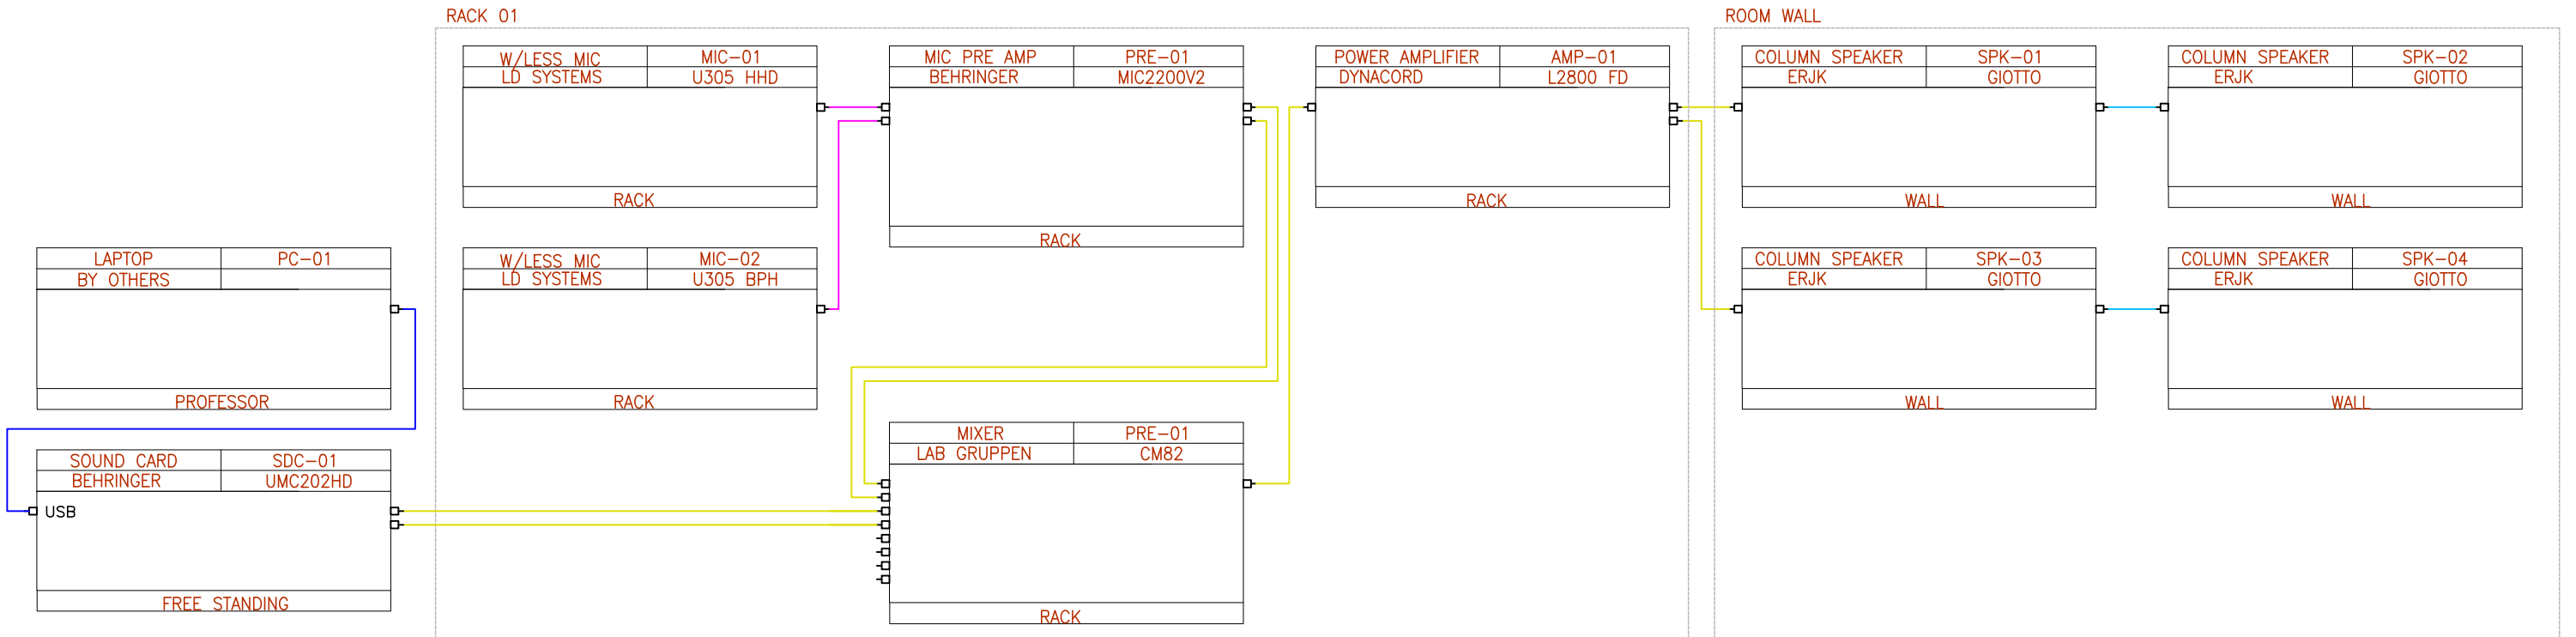 RACK 01
ROOM WALL
W/LESS MIC MIC-01
LD SYSTEMS U305 HHD
RACK
MIC PRE AMP PRE-01
BEHRINGER MIC2200V2
RACK
POWER AMPLIFIER AMP-01
DYNACORD L2800 FD
RACK
COLUMN SPEAKER SPK-01
ERJK GIOTTO
WALL
COLUMN SPEAKER SPK-02
ERJK GIOTTO
WALL
LAPTOP PC-01
BY OTHERS
PROFESSOR
W/LESS MIC MIC-02
LD SYSTEMS U305 BPH
RACK
COLUMN SPEAKER SPK-03
ERJK GIOTTO
WALL
COLUMN SPEAKER SPK-04
ERJK GIOTTO
WALL
SOUND CARD SDC-01
BEHRINGER UMC202HD
USB
FREE STANDING
MIXER PRE-01
LAB GRUPPEN CM82
RACK